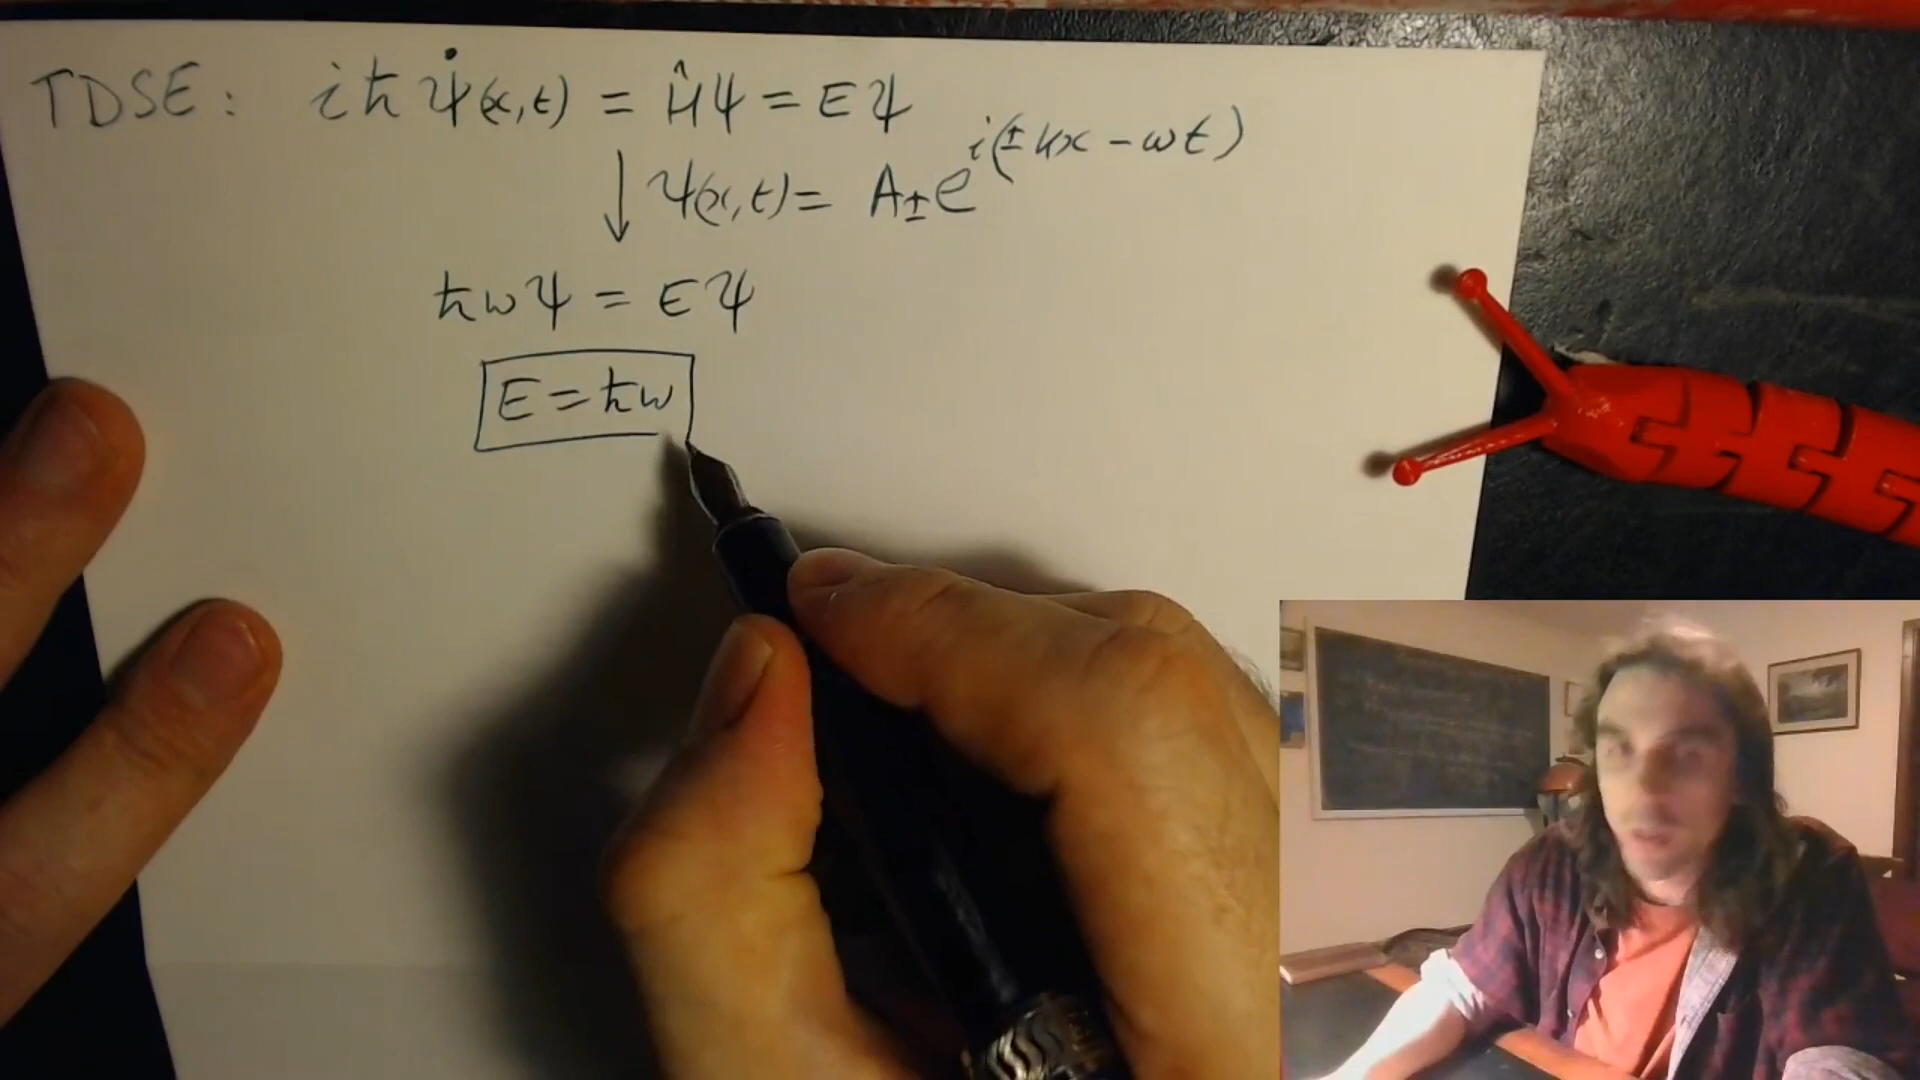 TDSE: iħψ̇(x,t) = Ĥψ = Eψ
↓ ψ(x,t) = A± e^{i(±kx - ωt)}
ħωψ = Eψ
E = ħω